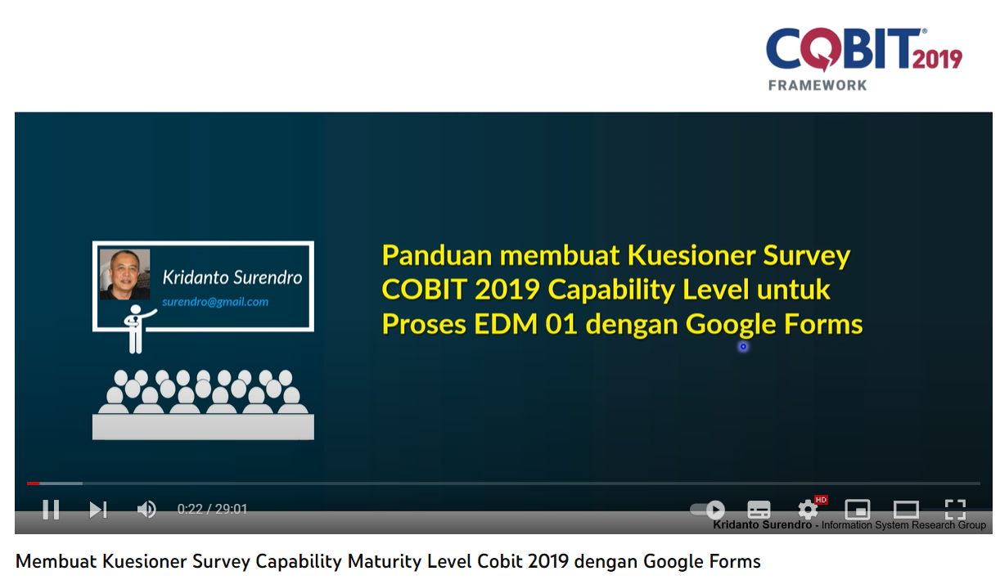 COBIT® 2019
FRAMEWORK
Kridanto Surendro
surendro@gmail.com
Panduan membuat Kuesioner Survey
COBIT 2019 Capability Level untuk
Proses EDM 01 dengan Google Forms
0:22 / 29:01
HD
Kridanto Surendro - Information System Research Group
Membuat Kuesioner Survey Capability Maturity Level Cobit 2019 dengan Google Forms